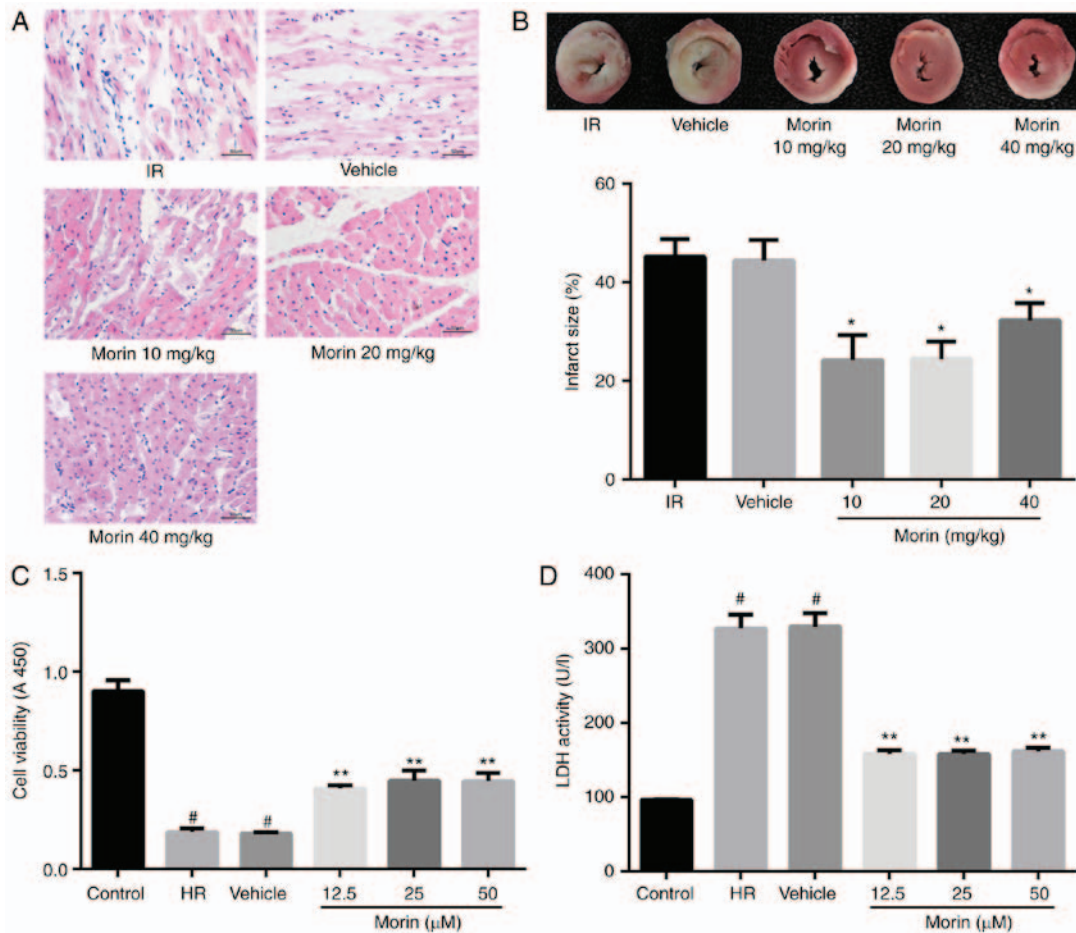 A
IR
Vehicle
Morin 10 mg/kg
Morin 20 mg/kg
Morin 40 mg/kg
B
IR
Vehicle
Morin
10 mg/kg
Morin
20 mg/kg
Morin
40 mg/kg
Infarct size (%)
60
40
20
0
*
*
*
IR
Vehicle
10
20
40
Morin (mg/kg)
C
Cell viability (A 450)
1.5
1.0
0.5
0.0
#
#
**
**
**
Control
HR
Vehicle
12.5
25
50
Morin (μM)
D
LDH activity (U/l)
400
300
200
100
0
#
#
**
**
**
Control
HR
Vehicle
12.5
25
50
Morin (μM)